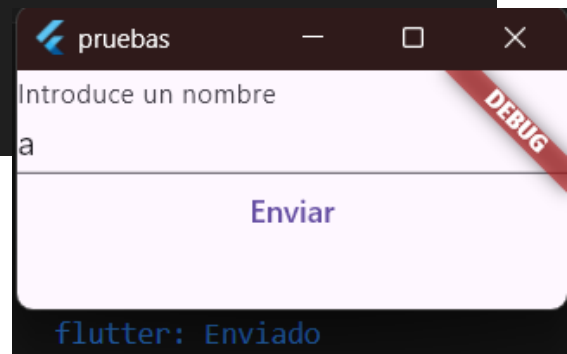 pruebas
Introduce un nombre
DEBUG
a
Enviar
flutter: Enviado